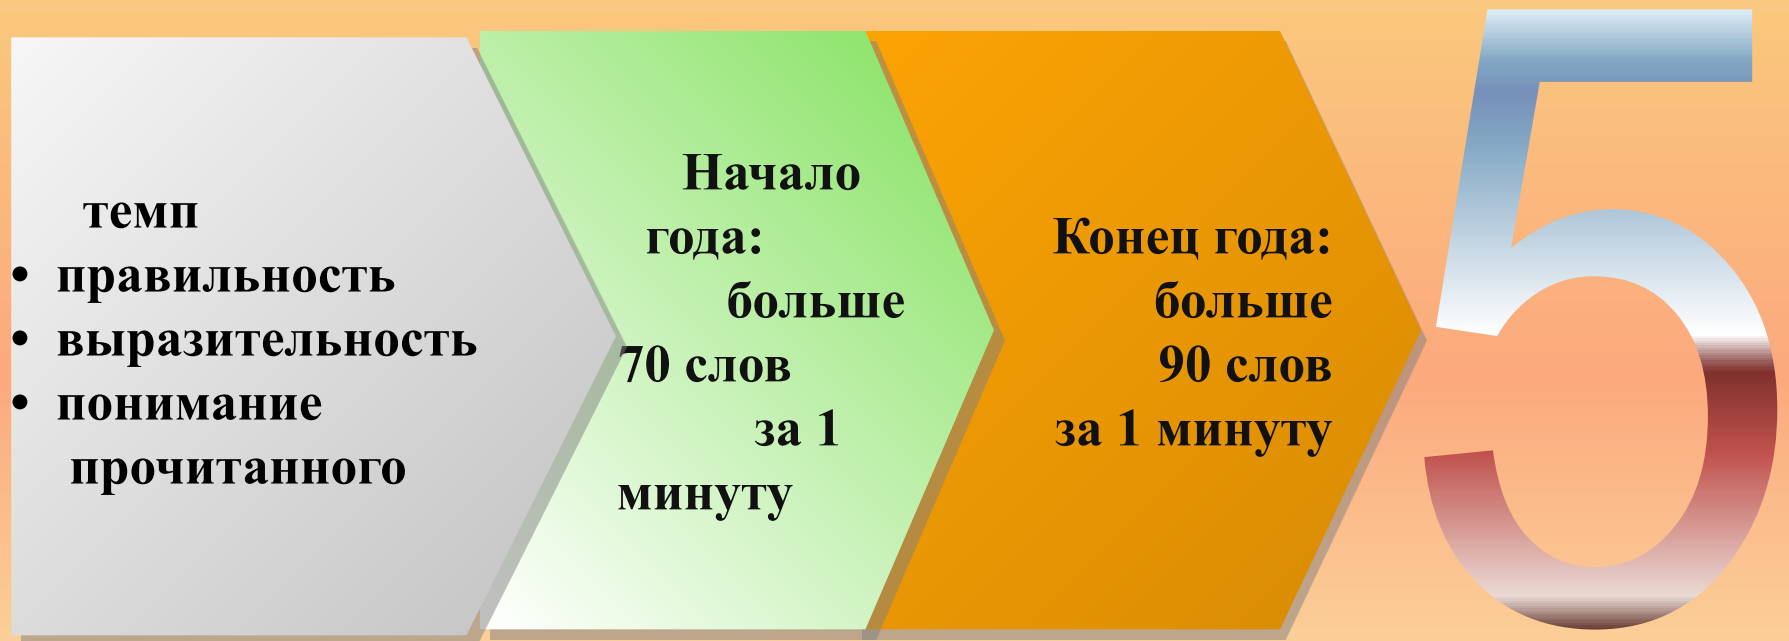 темп
• правильность
• выразительность
• понимание
прочитанного
Начало
года:
больше
70 слов
за 1
минуту
Конец года:
больше
90 слов
за 1 минуту
5